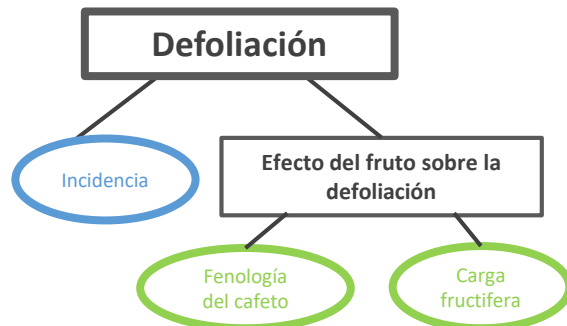 Defoliación
Incidencia
Efecto del fruto sobre la
defoliación
Fenología
del cafeto
Carga
fructifera